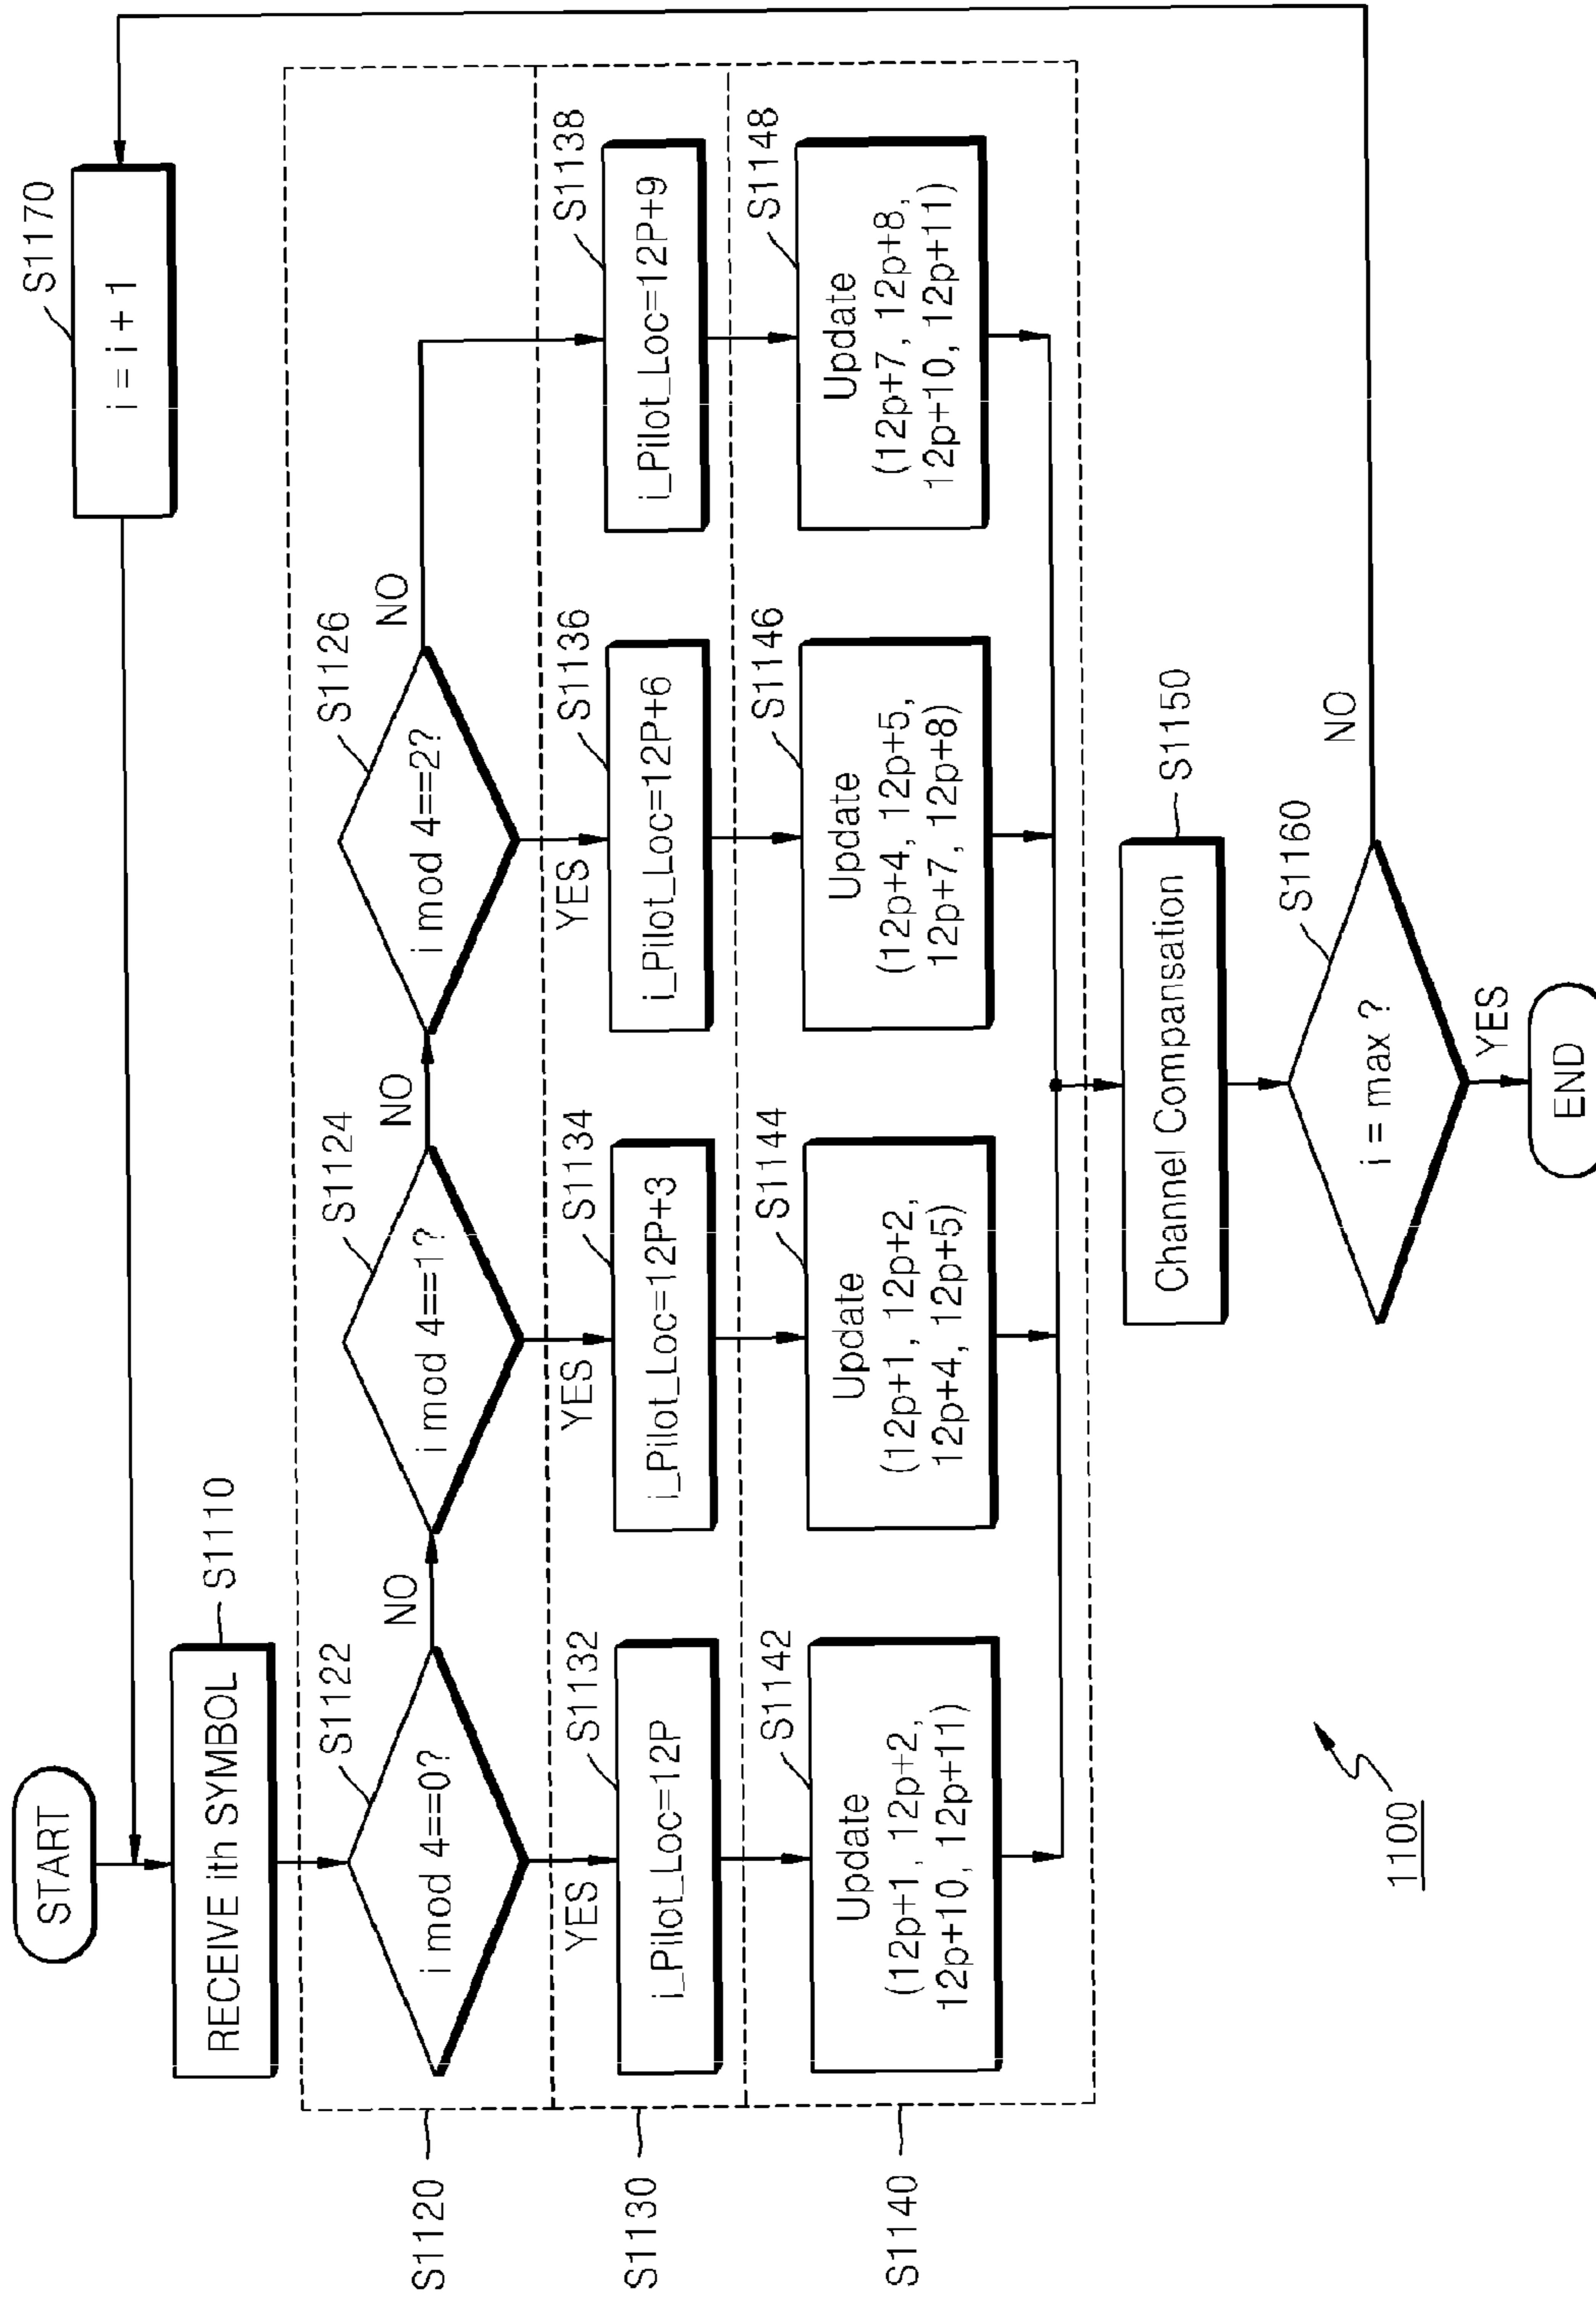 START
RECEIVE ith SYMBOL
S1110
i = i + 1
S1170
S1120
i mod 4==0?
S1122
NO
YES
i mod 4==1?
S1124
NO
YES
i mod 4==2?
S1126
NO
YES
S1130
i_Pilot_Loc=12P
S1132
i_Pilot_Loc=12P+3
S1134
i_Pilot_Loc=12P+6
S1136
i_Pilot_Loc=12P+9
S1138
S1140
Update
(12p+1, 12p+2,
12p+10, 12p+11)
S1142
Update
(12p+1, 12p+2,
12p+4, 12p+5)
S1144
Update
(12p+4, 12p+5,
12p+7, 12p+8)
S1146
Update
(12p+7, 12p+8,
12p+10, 12p+11)
S1148
Channel Compansation
S1150
i = max ?
S1160
NO
YES
END
1100